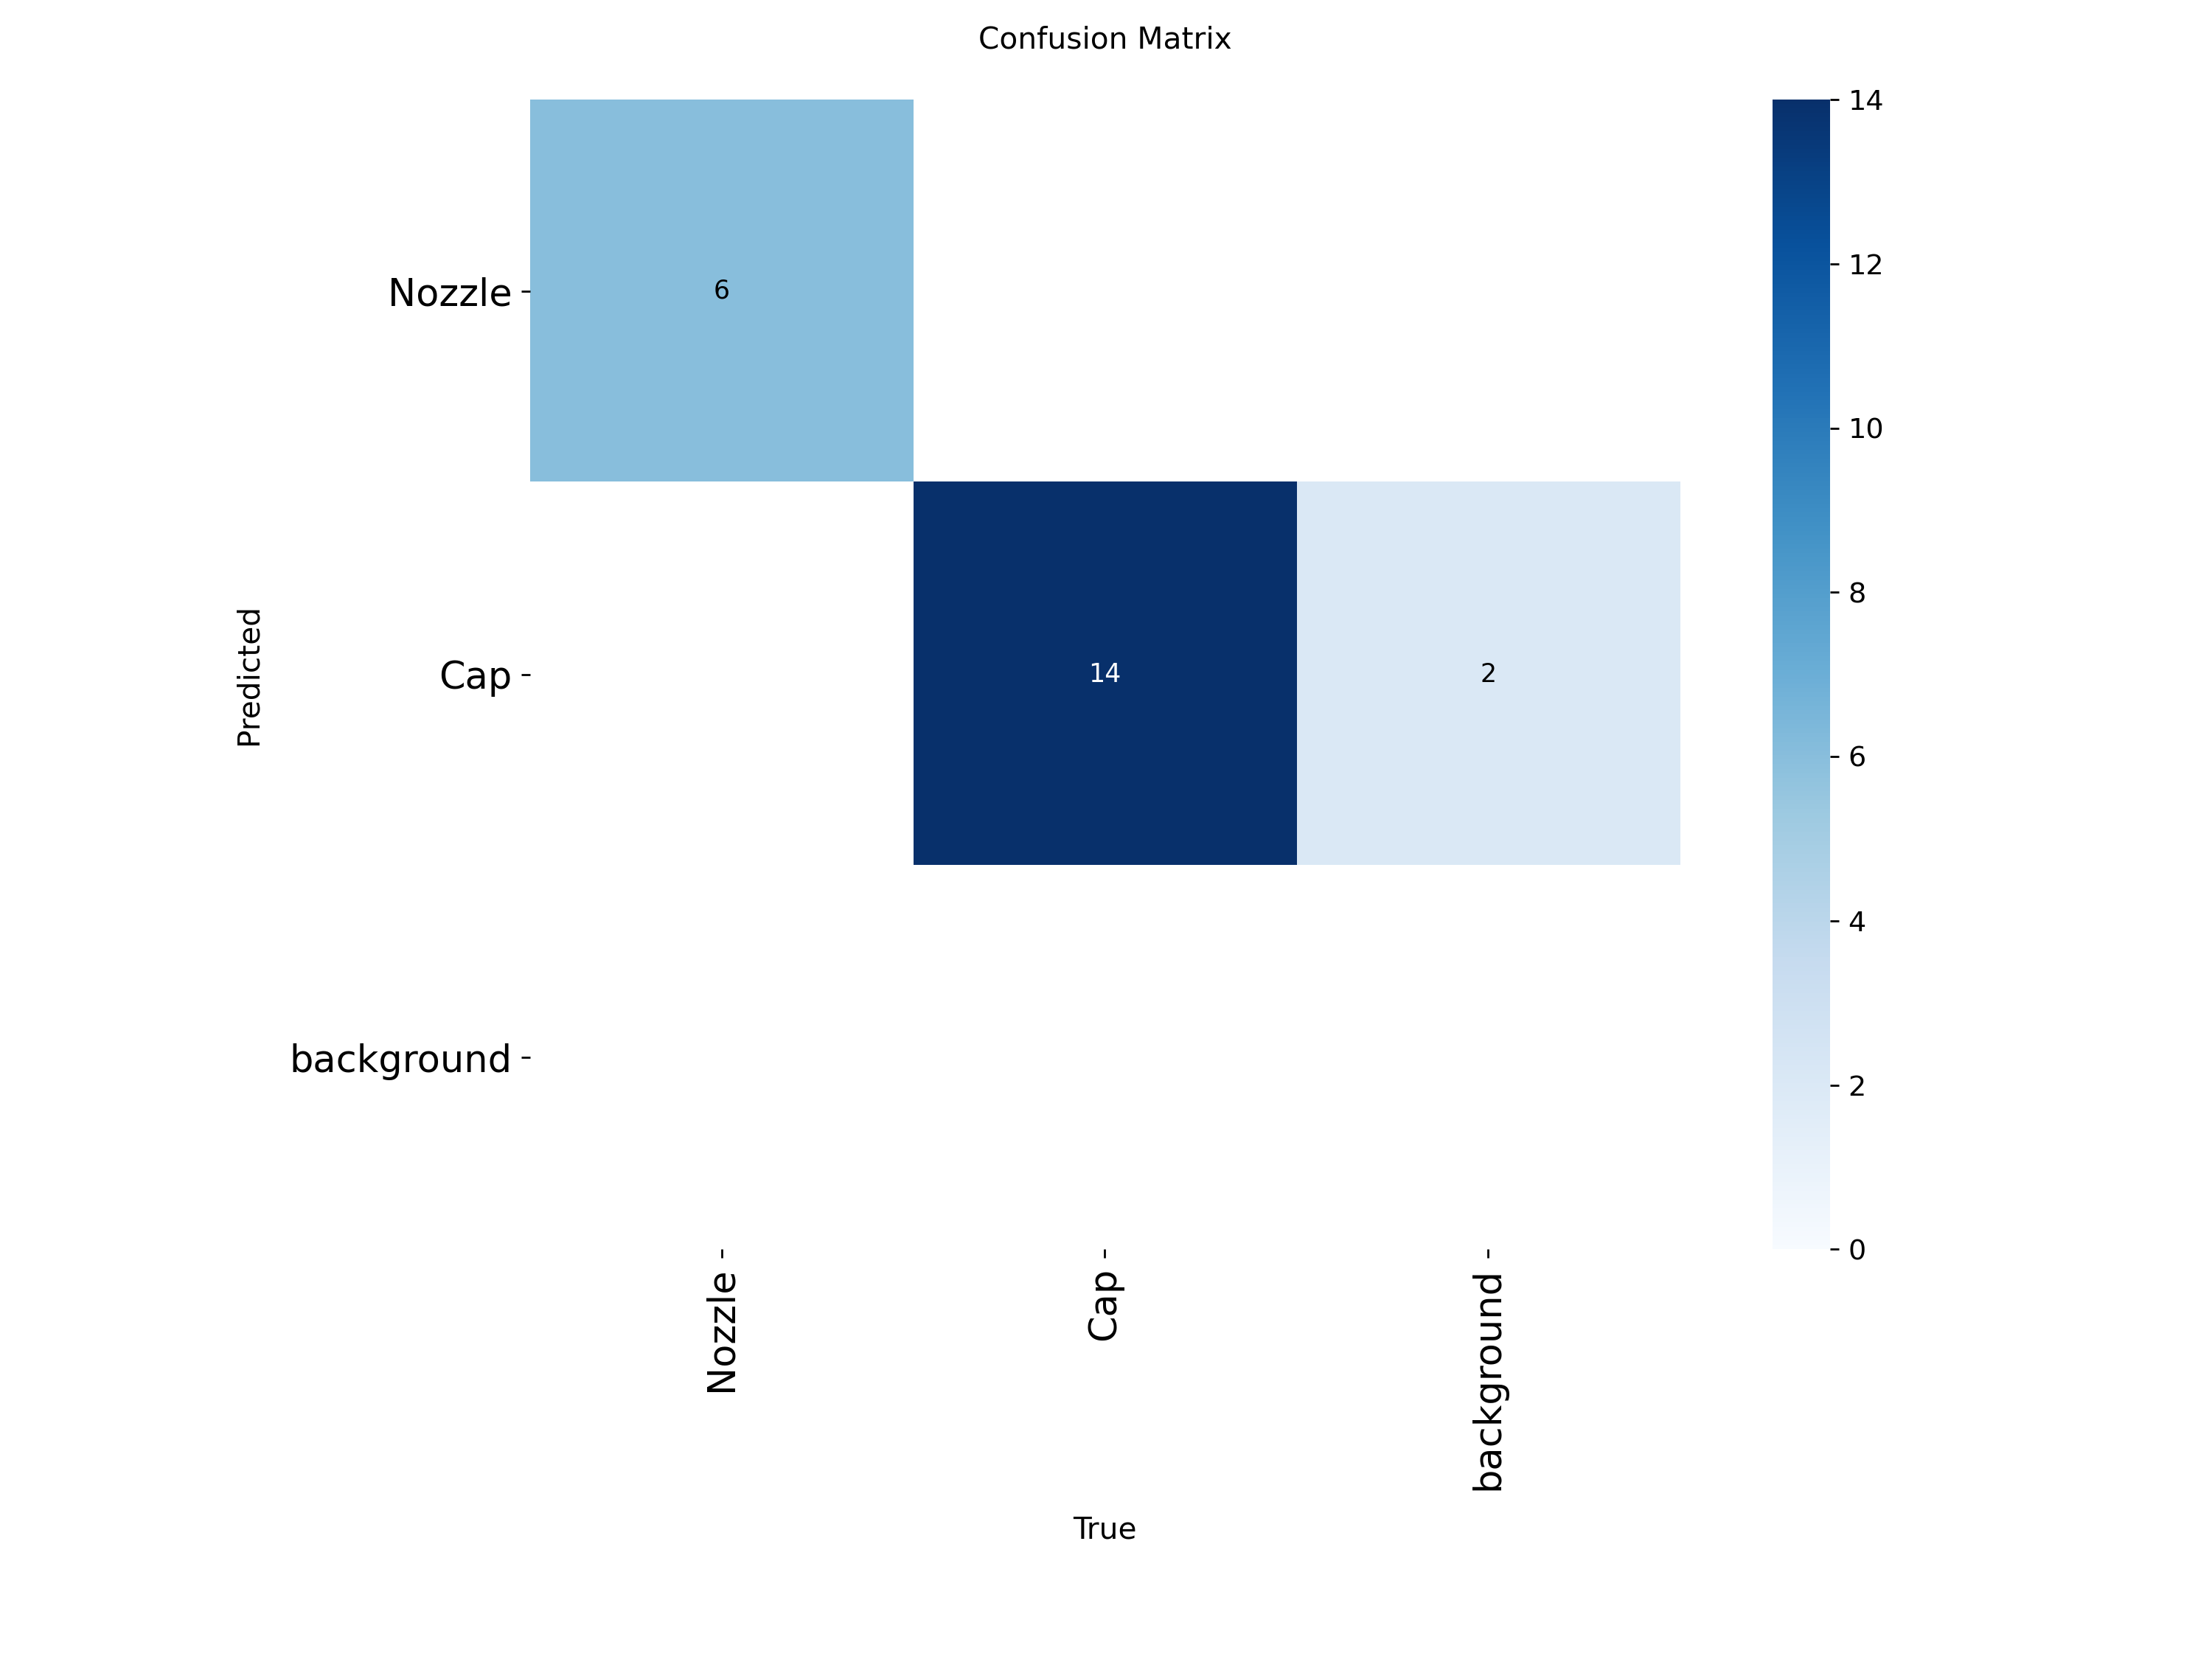 Confusion Matrix
Nozzle
Cap
background
Predicted
6
14
2
Nozzle
Cap
background
True
14
12
10
8
6
4
2
0